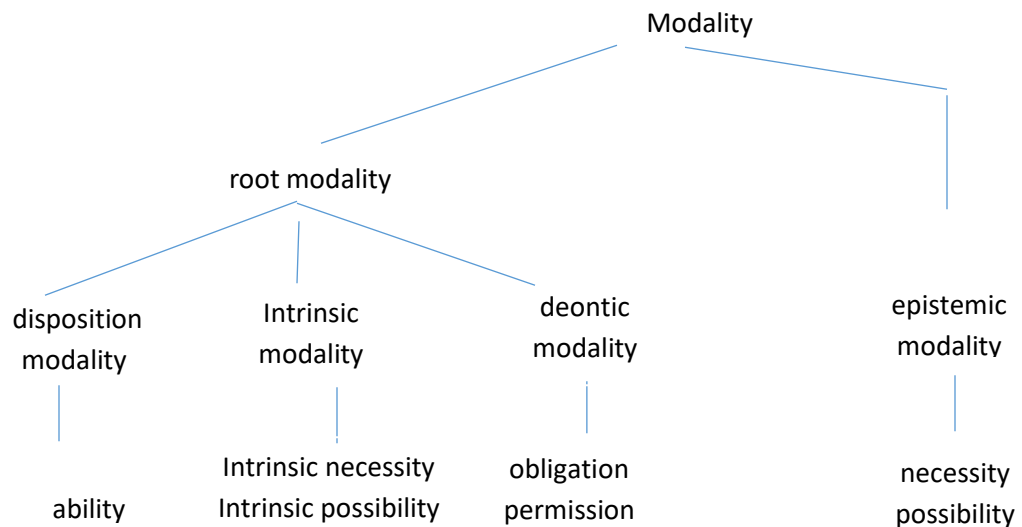 Modality
root modality
disposition
modality
Intrinsic
modality
deontic
modality
epistemic
modality
ability
Intrinsic necessity
Intrinsic possibility
obligation
permission
necessity
possibility